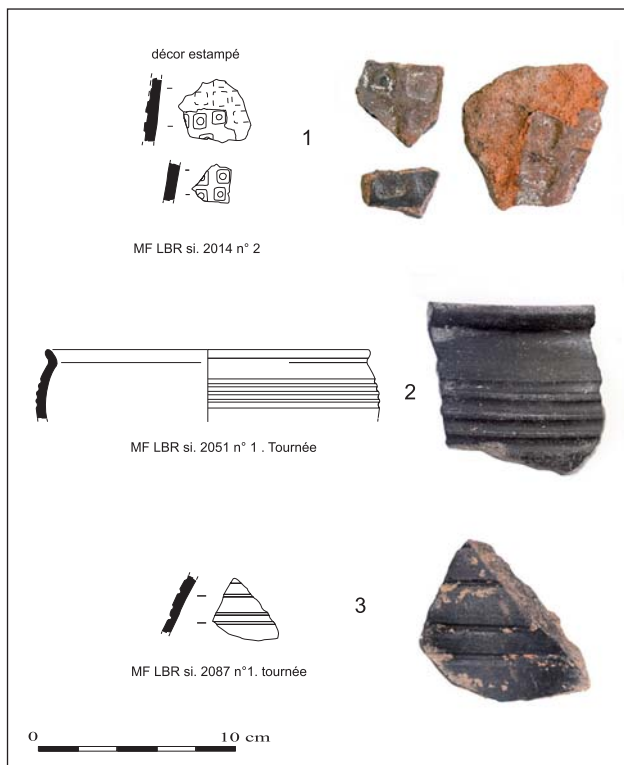 décor estampé
1
MF LBR si. 2014 n° 2
2
MF LBR si. 2051 n° 1 . Tournée
3
MF LBR si. 2087 n°1. tournée
0 10 cm